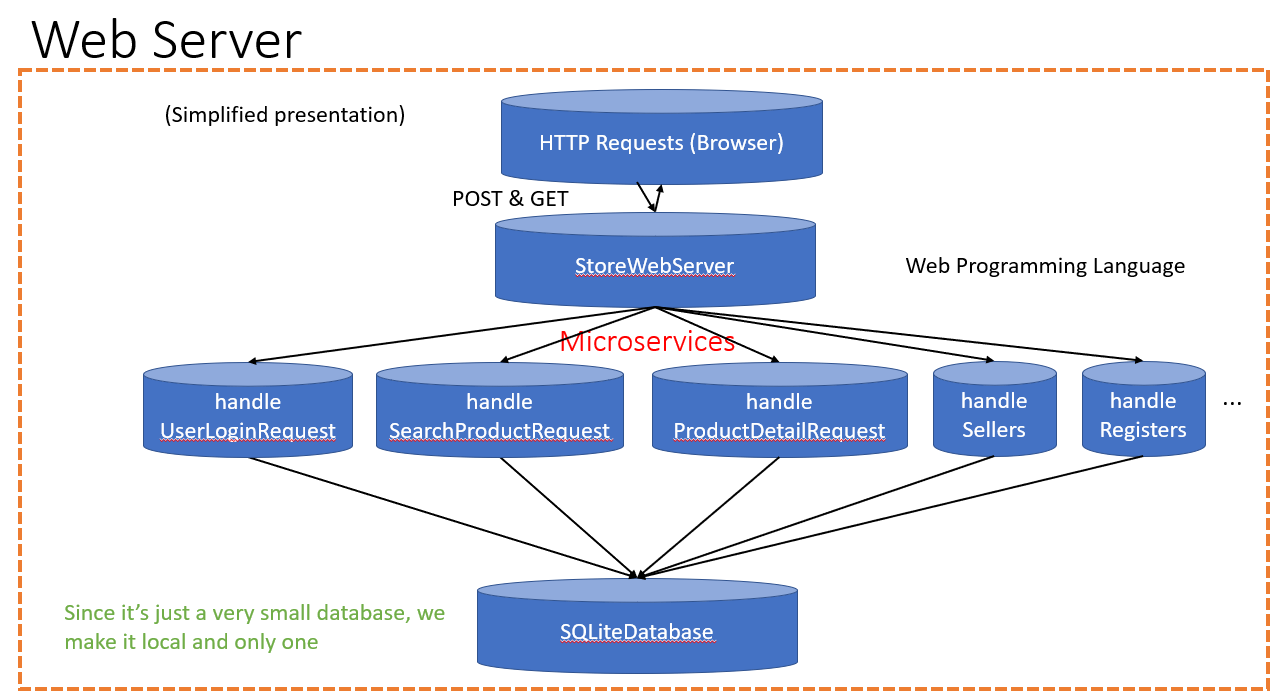 Web Server
(Simplified presentation)
HTTP Requests (Browser)
POST & GET
StoreWebServer
Web Programming Language
Microservices
handle
UserLoginRequest
handle
SearchProductRequest
handle
ProductDetailRequest
handle
Sellers
handle
Registers
...
Since it’s just a very small database, we
make it local and only one
SQLiteDatabase